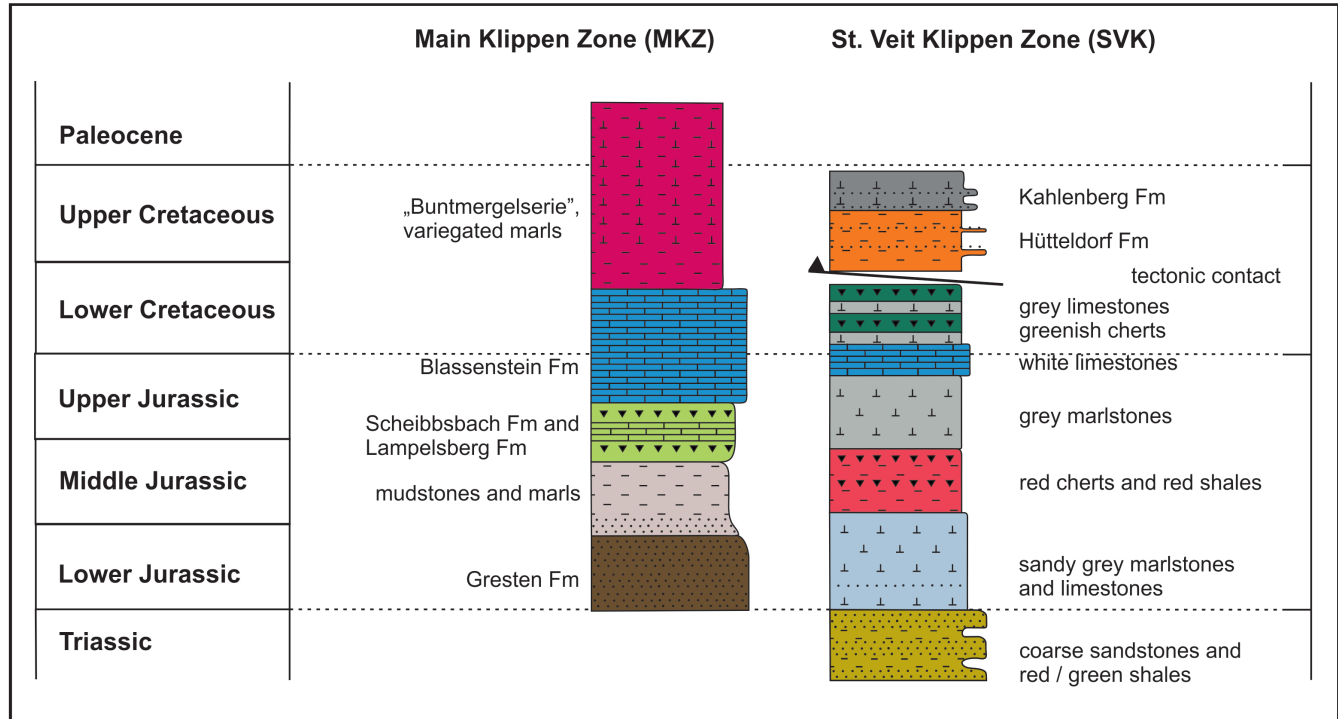 Main Klippen Zone (MKZ)
St. Veit Klippen Zone (SVK)
Paleocene
Upper Cretaceous
Lower Cretaceous
Upper Jurassic
Middle Jurassic
Lower Jurassic
Triassic
„Buntmergelserie”,
variegated marls
Blassenstein Fm
Scheibbsbach Fm and
Lampelsberg Fm
mudstones and marls
Gresten Fm
Kahlenberg Fm
Hütteldorf Fm
tectonic contact
grey limestones
greenish cherts
white limestones
grey marlstones
red cherts and red shales
sandy grey marlstones
and limestones
coarse sandstones and
red / green shales